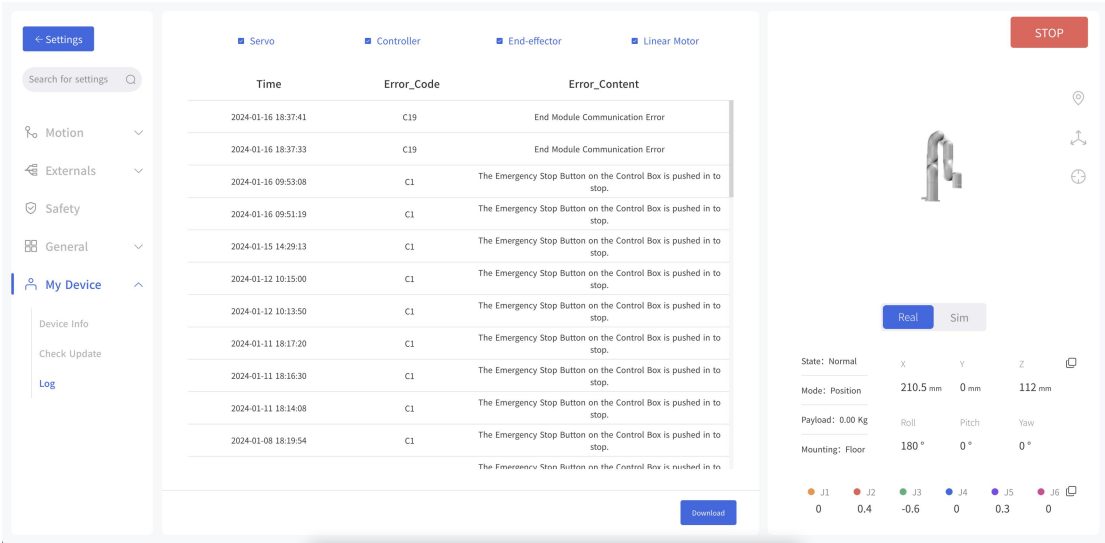 ← Settings
Search for settings
Motion
Externals
Safety
General
My Device
Device Info
Check Update
Log
Servo Controller End-effector Linear Motor
Time Error_Code Error_Content
2024-01-16 18:37:41 C19 End Module Communication Error
2024-01-16 18:37:33 C19 End Module Communication Error
2024-01-16 09:53:08 C1 The Emergency Stop Button on the Control Box is pushed in to
stop.
2024-01-16 09:51:19 C1 The Emergency Stop Button on the Control Box is pushed in to
stop.
2024-01-15 14:29:13 C1 The Emergency Stop Button on the Control Box is pushed in to
stop.
2024-01-12 10:15:00 C1 The Emergency Stop Button on the Control Box is pushed in to
stop.
2024-01-12 10:13:50 C1 The Emergency Stop Button on the Control Box is pushed in to
stop.
2024-01-11 18:17:20 C1 The Emergency Stop Button on the Control Box is pushed in to
stop.
2024-01-11 18:16:30 C1 The Emergency Stop Button on the Control Box is pushed in to
stop.
2024-01-11 18:14:08 C1 The Emergency Stop Button on the Control Box is pushed in to
stop.
2024-01-08 18:19:54 C1 The Emergency Stop Button on the Control Box is pushed in to
stop.
The Emergency Stop Button on the Control Box is pushed in to
Download
STOP
Real Sim
State: Normal
Mode: Position
Payload: 0.00 Kg
Mounting: Floor
X Y Z
210.5 mm 0 mm 112 mm
Roll Pitch Yaw
180 ° 0 ° 0 °
J1 J2 J3 J4 J5 J6
0 0.4 -0.6 0 0.3 0